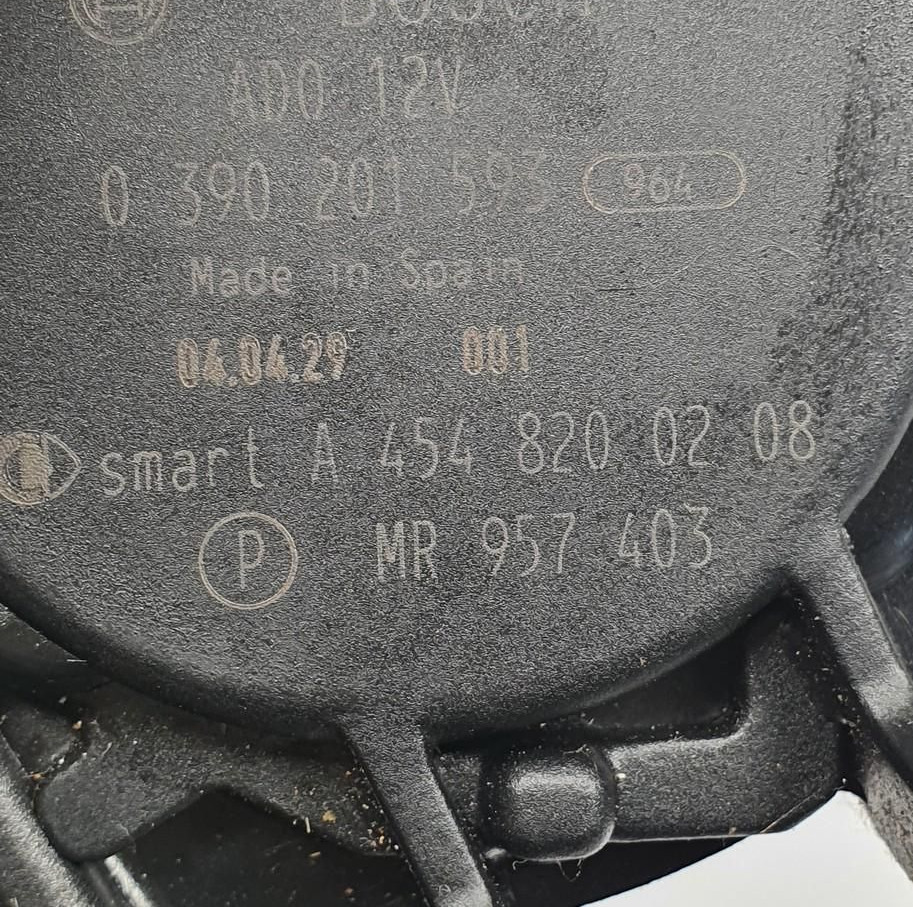 BOSCH
ADO 12V
0 390 201 593 964
Made in Spain
04.04.29 001
smart A 454 820 02 08
P MR 957 403